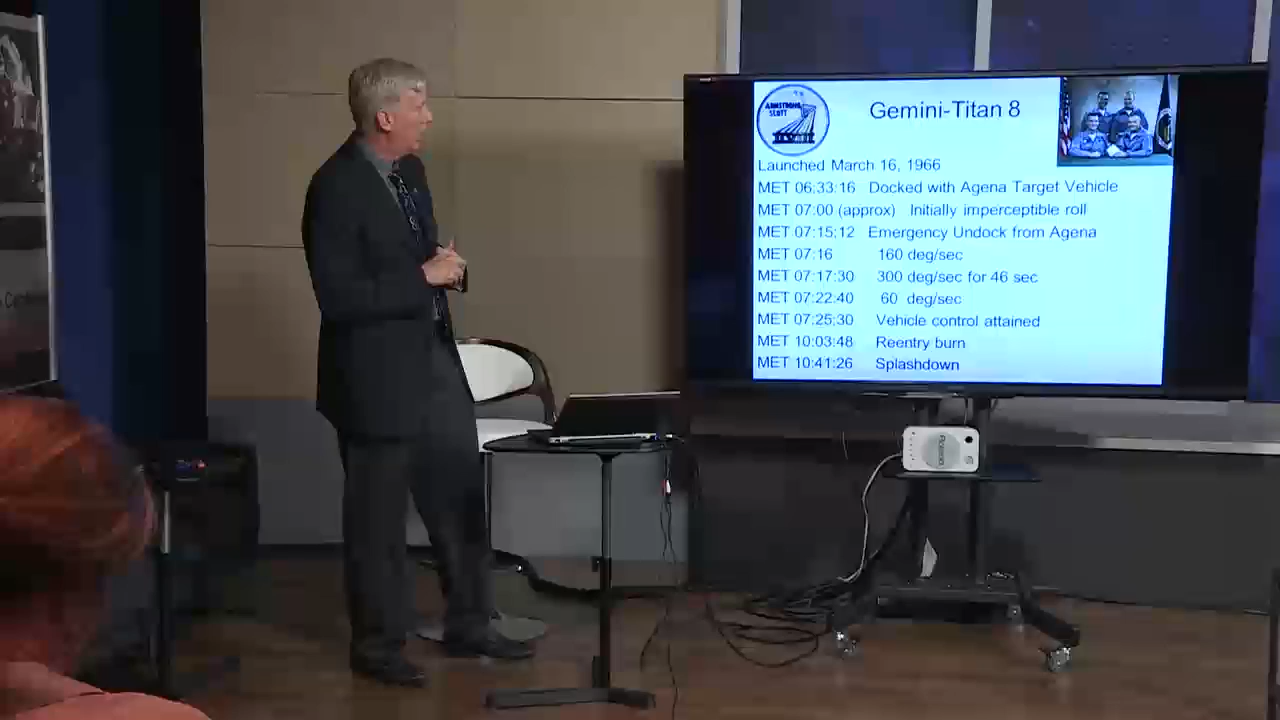 ARMSTRONG
SCOTT
Gemini-Titan 8
Launched March 16, 1966
MET 06:33:16 Docked with Agena Target Vehicle
MET 07:00 (approx) Initially imperceptible roll
MET 07:15:12 Emergency Undock from Agena
MET 07:16 160 deg/sec
MET 07:17:30 300 deg/sec for 46 sec
MET 07:22:40 60 deg/sec
MET 07:25:30 Vehicle control attained
MET 10:03:48 Reentry burn
MET 10:41:26 Splashdown